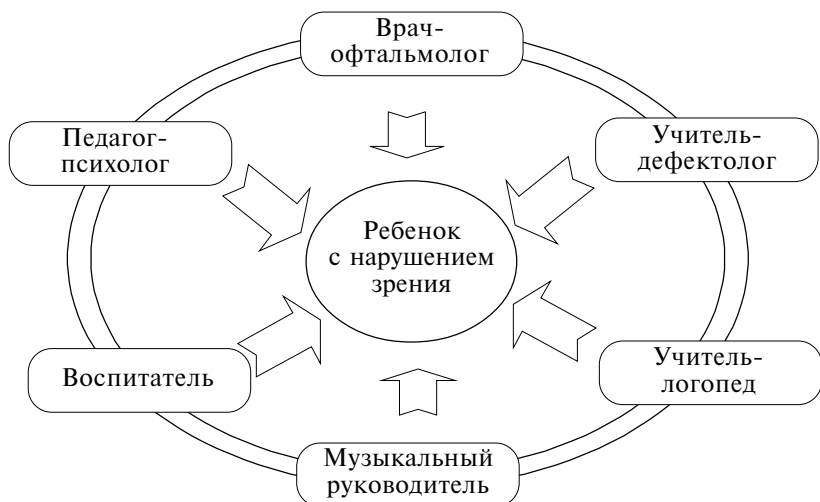 Врач-
офтальмолог
Педагог-
психолог
Учитель-
дефектолог
Ребенок
с нарушением
зрения
Воспитатель
Учитель-
логопед
Музыкальный
руководитель